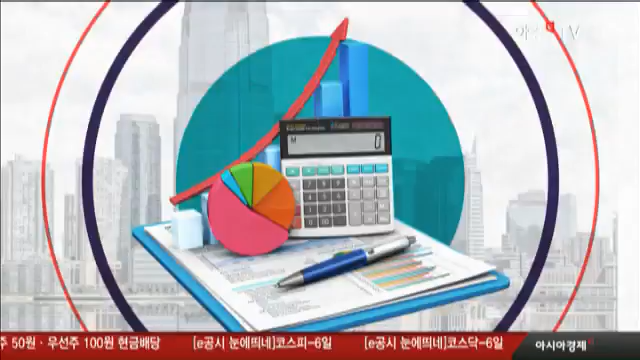 0
주 50원 · 우선주 100원 현금배당 [e공시 눈에띄네]코스피-6일 [e공시 눈에띄네]코스닥-6일 아시아경제